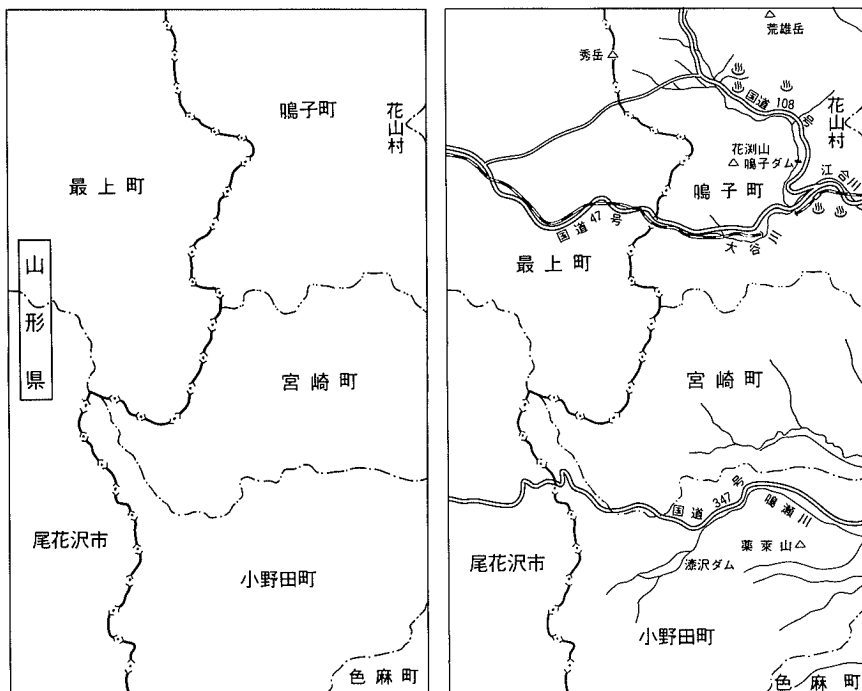 鳴子町
花山村
最上町
山形県
宮崎町
尾花沢市
小野田町
色麻町
荒雄岳
秀岳
国道108号
花山村
花渕山
鳴子ダム
江合川
鳴子町
国道47号
大谷川
最上町
宮崎町
国道347号
鳴瀬川
薬莱山
漆沢ダム
尾花沢市
小野田町
色麻町